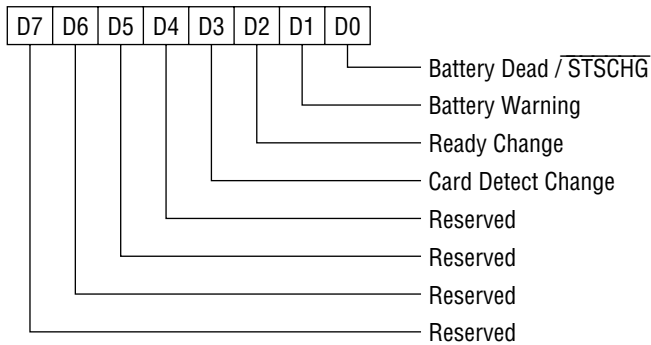 D7 D6 D5 D4 D3 D2 D1 D0
Battery Dead / STSCHG
Battery Warning
Ready Change
Card Detect Change
Reserved
Reserved
Reserved
Reserved